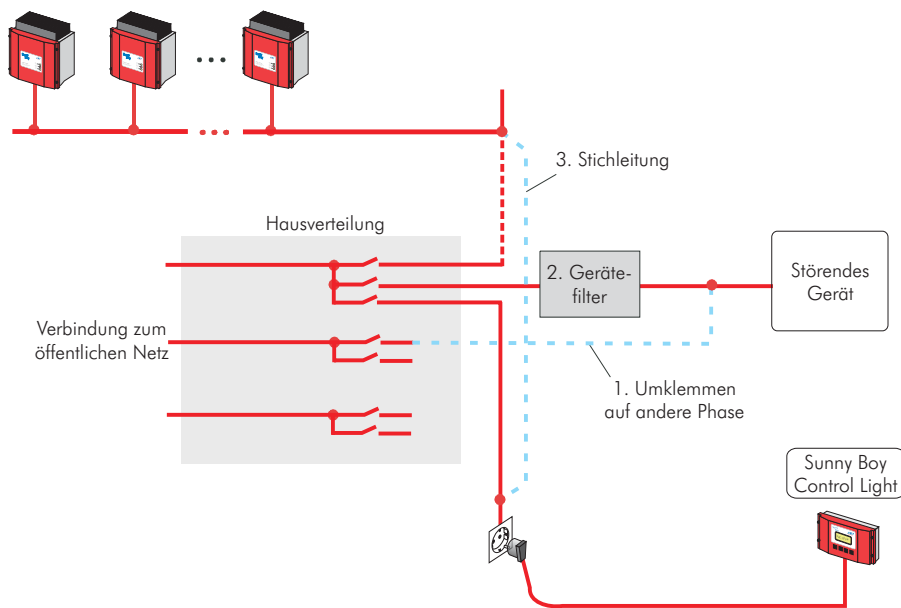 3. Stichleitung
Hausverteilung
2. Geräte-
filter
Störendes
Gerät
Verbindung zum
öffentlichen Netz
1. Umklemmen
auf andere Phase
Sunny Boy
Control Light